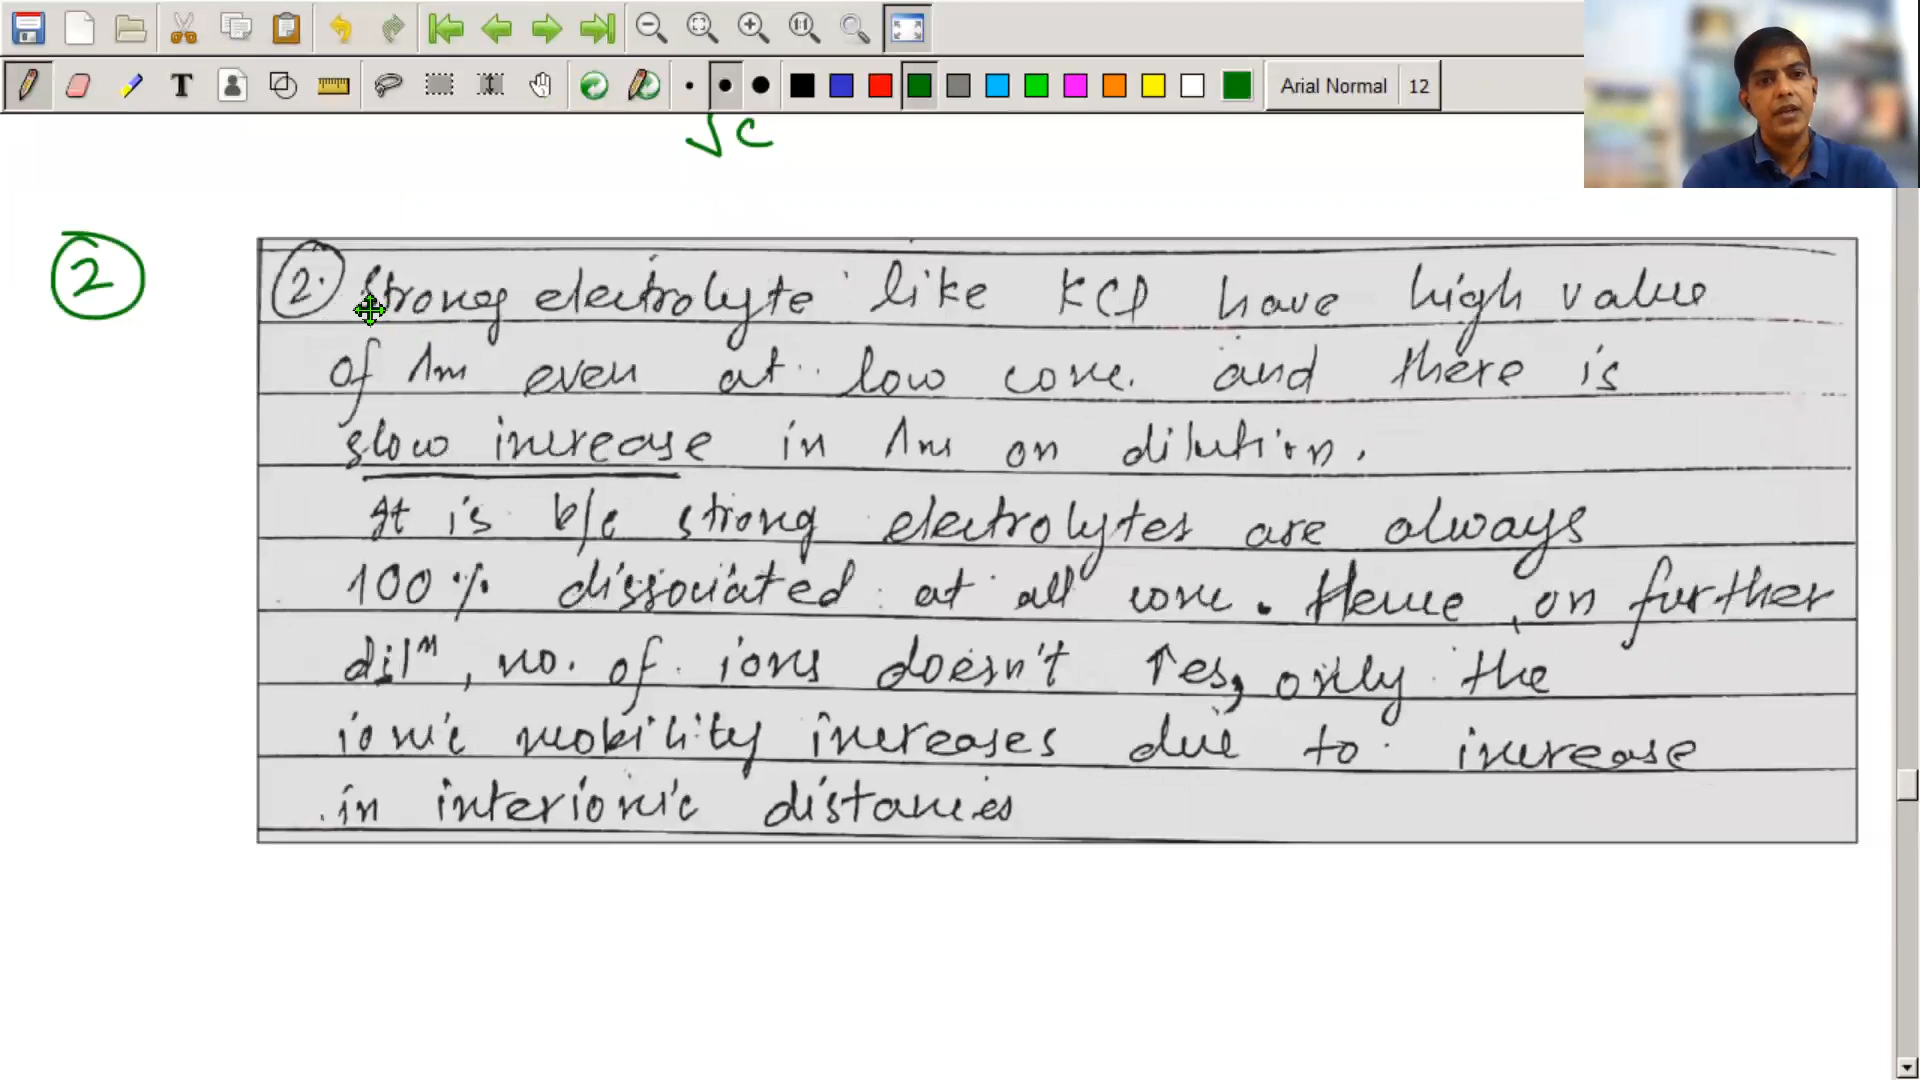 T
Arial Normal 12
√c
2
2. Strong electrolyte like KCl have high value
of Λm even at low conc. and there is
slow increase in Λm on dilution.
It is b/c strong electrolytes are always
100% dissociated at all conc. Hence, on further
dilⁿ, no. of ions doesn't ↑es, only the
ionic mobility increases due to increase
in interionic distances